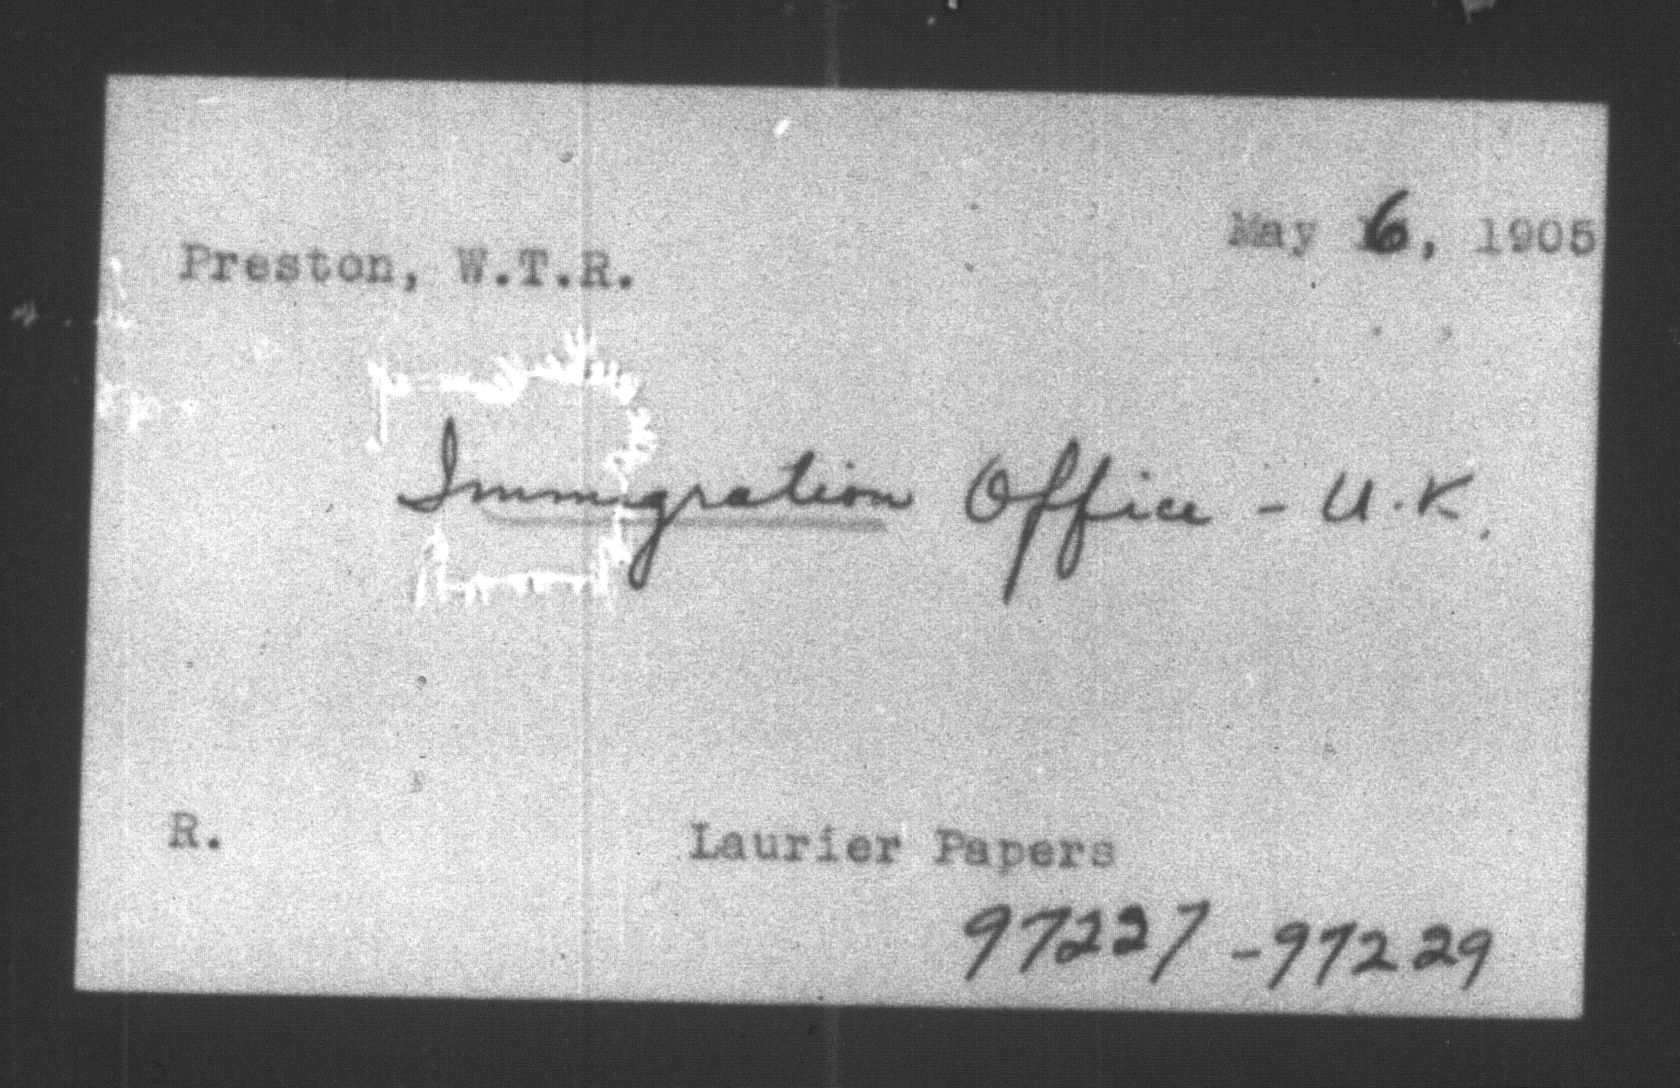 May 6, 1905
Preston, W.T.R.
Immigration Office - U.K.
R.
Laurier Papers
97227-97229